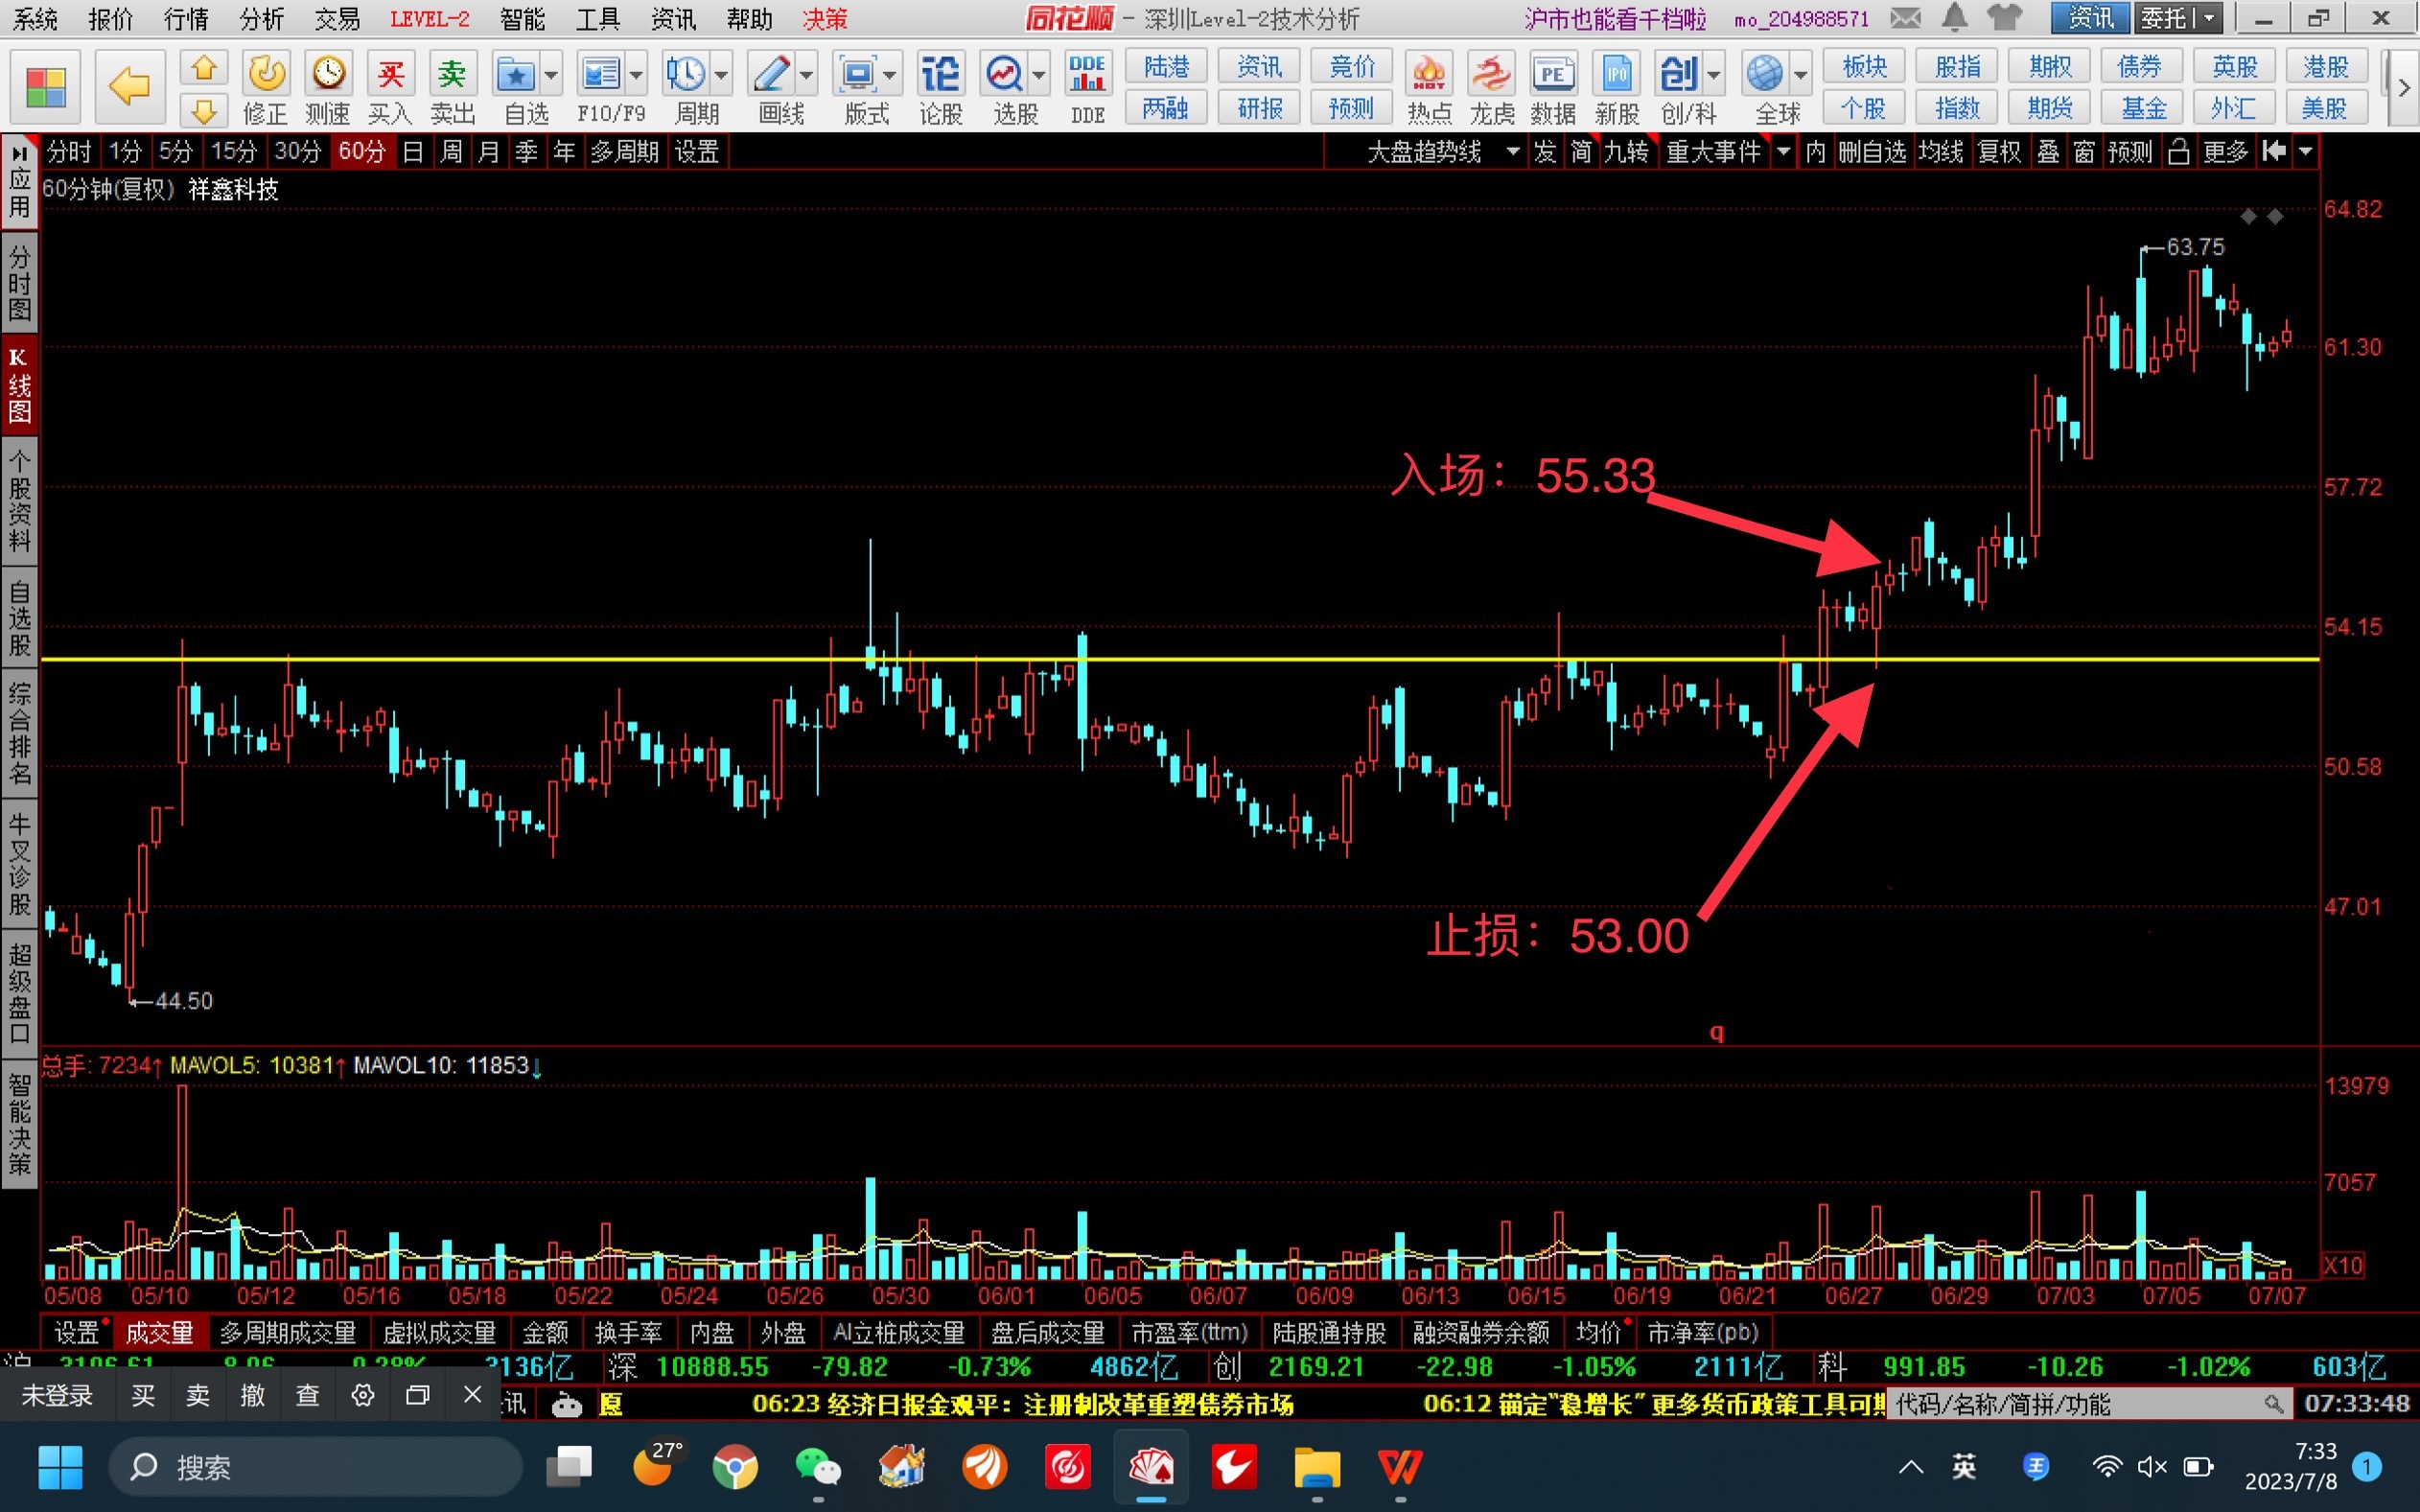 系统 报价 行情 分析 交易 LEVEL-2 智能 工具 资讯 帮助 决策 同花顺 - 深圳Level-2技术分析 沪市也能看千档啦 mo_204988571 资讯 委托
陆港 资讯 竞价 板块 股指 期权 债券 英股 港股
买 卖 论 DDE HOT PE IPO 创
修正 测速 买入 卖出 自选 F10/F9 周期 画线 版式 论股 选股 DDE 两融 研报 预测 热点 龙虎 数据 新股 创/科 全球 个股 指数 期货 基金 外汇 美股
分时 1分 5分 15分 30分 60分 日 周 月 季 年 多周期 设置 大盘趋势线 发 简 九转 重大事件 内 删自选 均线 复权 叠 窗 预测 更多
应用
分时图
K线图
个股资料
自选股
综合排名
牛叉诊股
超级盘口
智能决策
60分钟(复权) 祥鑫科技
64.82
63.75
61.30
入场：55.33
57.72
54.15
50.58
47.01
止损：53.00
44.50
q
总手: 7234↑ MAVOL5: 10381↑ MAVOL10: 11853↓
13979
7057
X10
05/08 05/10 05/12 05/16 05/18 05/22 05/24 05/26 05/30 06/01 06/05 06/07 06/09 06/13 06/15 06/19 06/21 06/27 06/29 07/03 07/05 07/07
设置 成交量 多周期成交量 虚拟成交量 金额 换手率 内盘 外盘 AI立桩成交量 盘后成交量 市盈率(ttm) 陆股通持股 融资融券余额 均价 市净率(pb)
3136亿 深 10888.55 -79.82 -0.73% 4862亿 创 2169.21 -22.98 -1.05% 2111亿 科 991.85 -10.26 -1.02% 603亿
未登录 买 卖 撤 查 讯 06:23 经济日报金观平：注册制改革重塑债券市场 06:12 锚定“稳增长”更多货币政策工具可期 代码/名称/简拼/功能 07:33:48
搜索 27° 英 7:33
2023/7/8 1